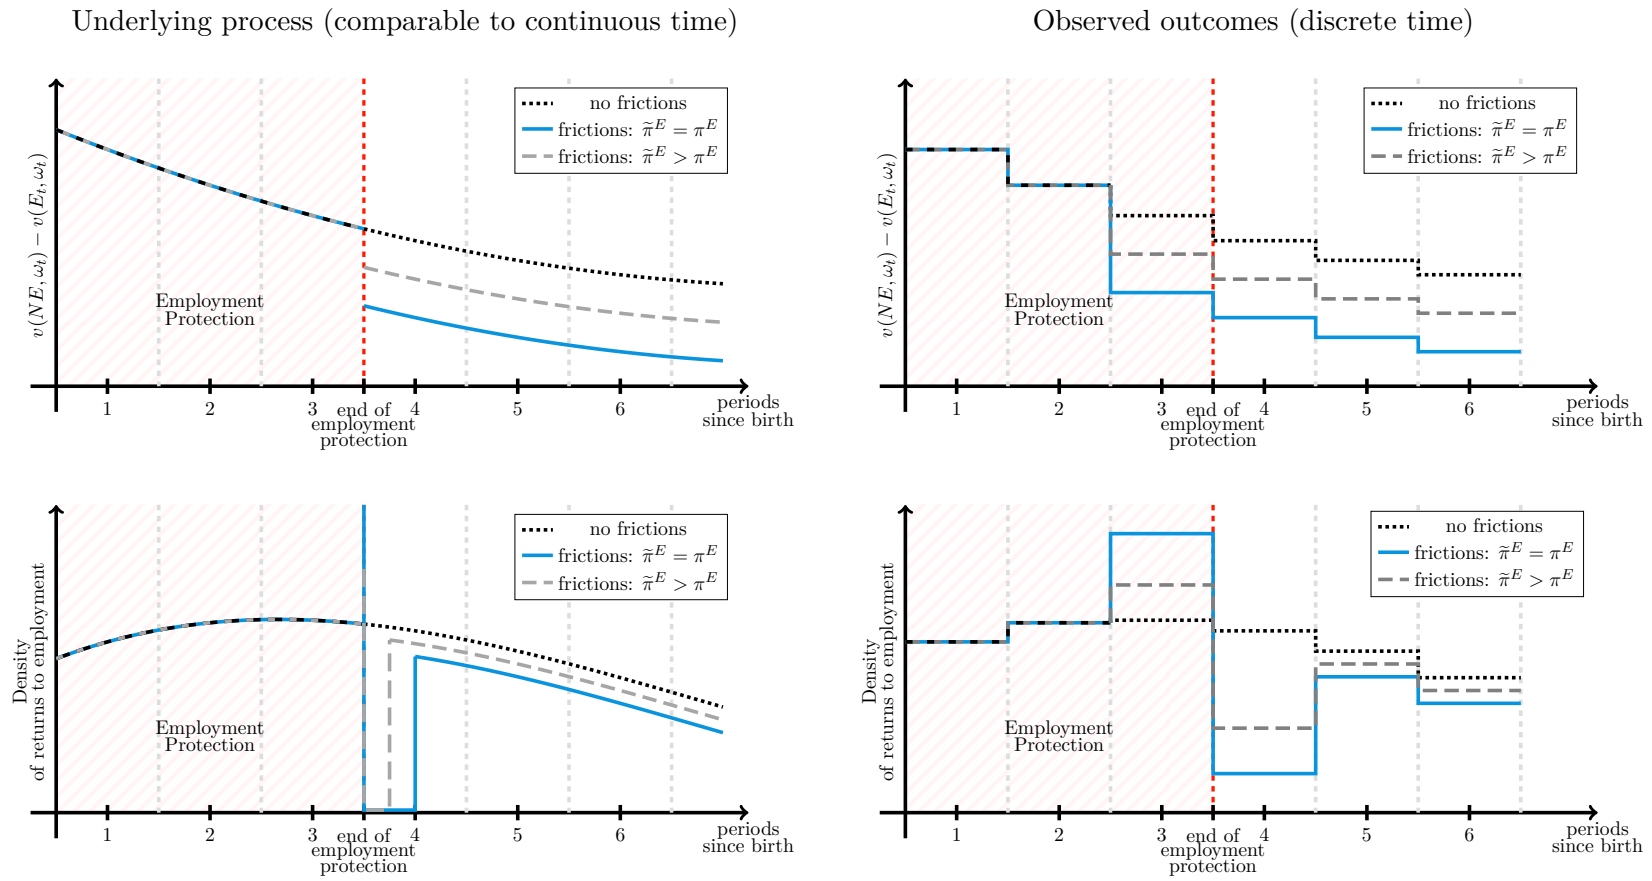 Underlying process (comparable to continuous time)
Observed outcomes (discrete time)
v(NE, ω_t) − v(E_t, ω_t)
no frictions
frictions: π̃^E = π^E
frictions: π̃^E > π^E
Employment
Protection
1
2
3
4
5
6
end of
employment
protection
periods
since birth
v(NE, ω_t) − v(E_t, ω_t)
no frictions
frictions: π̃^E = π^E
frictions: π̃^E > π^E
Employment
Protection
1
2
3
4
5
6
end of
employment
protection
periods
since birth
Density
of returns to employment
no frictions
frictions: π̃^E = π^E
frictions: π̃^E > π^E
Employment
Protection
1
2
3
4
5
6
end of
employment
protection
periods
since birth
Density
of returns to employment
no frictions
frictions: π̃^E = π^E
frictions: π̃^E > π^E
Employment
Protection
1
2
3
4
5
6
end of
employment
protection
periods
since birth